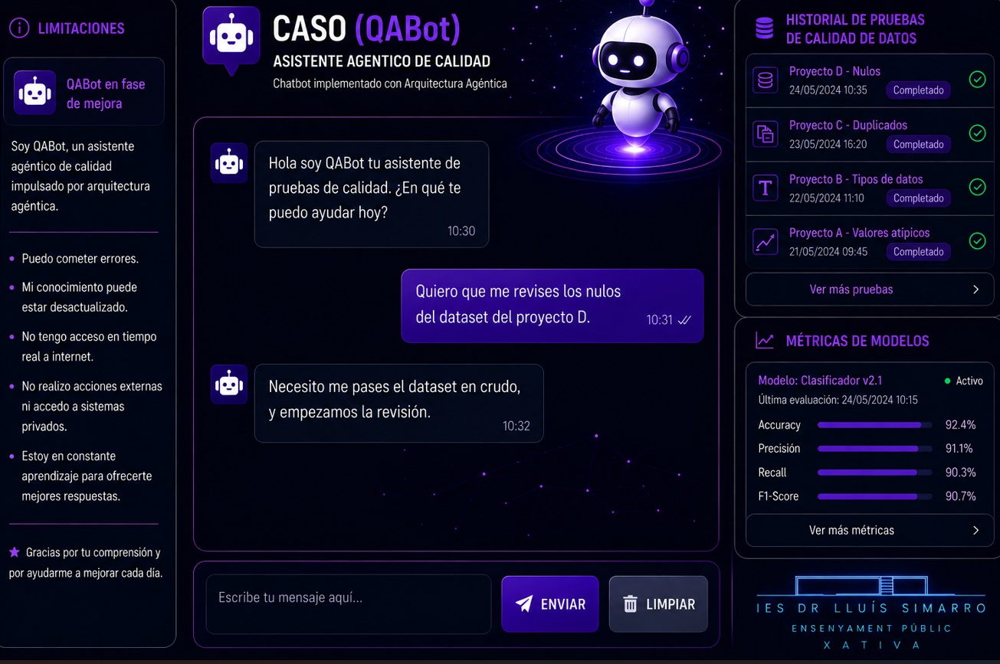 LIMITACIONES
QABot en fase
de mejora
Soy QABot, un asistente
agéntico de calidad
impulsado por arquitectura
agéntica.
Puedo cometer errores.
Mi conocimiento puede
estar desactualizado.
No tengo acceso en tiempo
real a internet.
No realizo acciones externas
ni accedo a sistemas
privados.
Estoy en constante
aprendizaje para ofrecerte
mejores respuestas.
Gracias por tu comprensión y
por ayudarme a mejorar cada día.
CASO (QABot)
ASISTENTE AGENTICO DE CALIDAD
Chatbot implementado con Arquitectura Agéntica
Hola soy QABot tu asistente de
pruebas de calidad. ¿En qué te
puedo ayudar hoy?
10:30
Quiero que me revises los nulos
del dataset del proyecto D.
10:31
Necesito me pases el dataset en crudo,
y empezamos la revisión.
10:32
Escribe tu mensaje aquí...
ENVIAR
LIMPIAR
HISTORIAL DE PRUEBAS
DE CALIDAD DE DATOS
Proyecto D - Nulos
24/05/2024 10:35 Completado
Proyecto C - Duplicados
23/05/2024 16:20 Completado
T
Proyecto B - Tipos de datos
22/05/2024 11:10 Completado
Proyecto A - Valores atípicos
21/05/2024 09:45 Completado
Ver más pruebas
MÉTRICAS DE MODELOS
Modelo: Clasificador v2.1 Activo
Última evaluación: 24/05/2024 10:15
Accuracy 92.4%
Precisión 91.1%
Recall 90.3%
F1-Score 90.7%
Ver más métricas
IES DR LLUÍS SIMARRO
ENSENYAMENT PÚBLIC
XATIVA